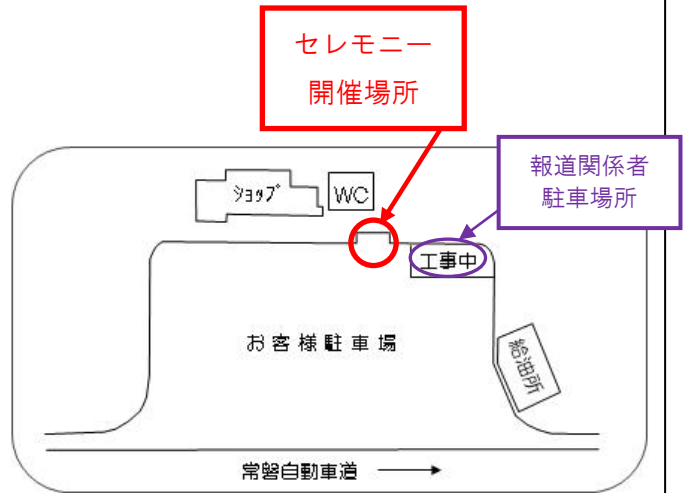 セレモニー
開催場所
報道関係者
駐車場所
ショップ
WC
工事中
お客様駐車場
給油所
常磐自動車道